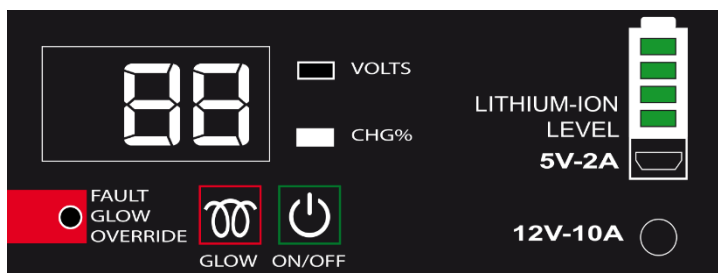 88
VOLTS
CHG%
LITHIUM-ION
LEVEL
5V-2A
FAULT
GLOW
OVERRIDE
GLOW
ON/OFF
12V-10A